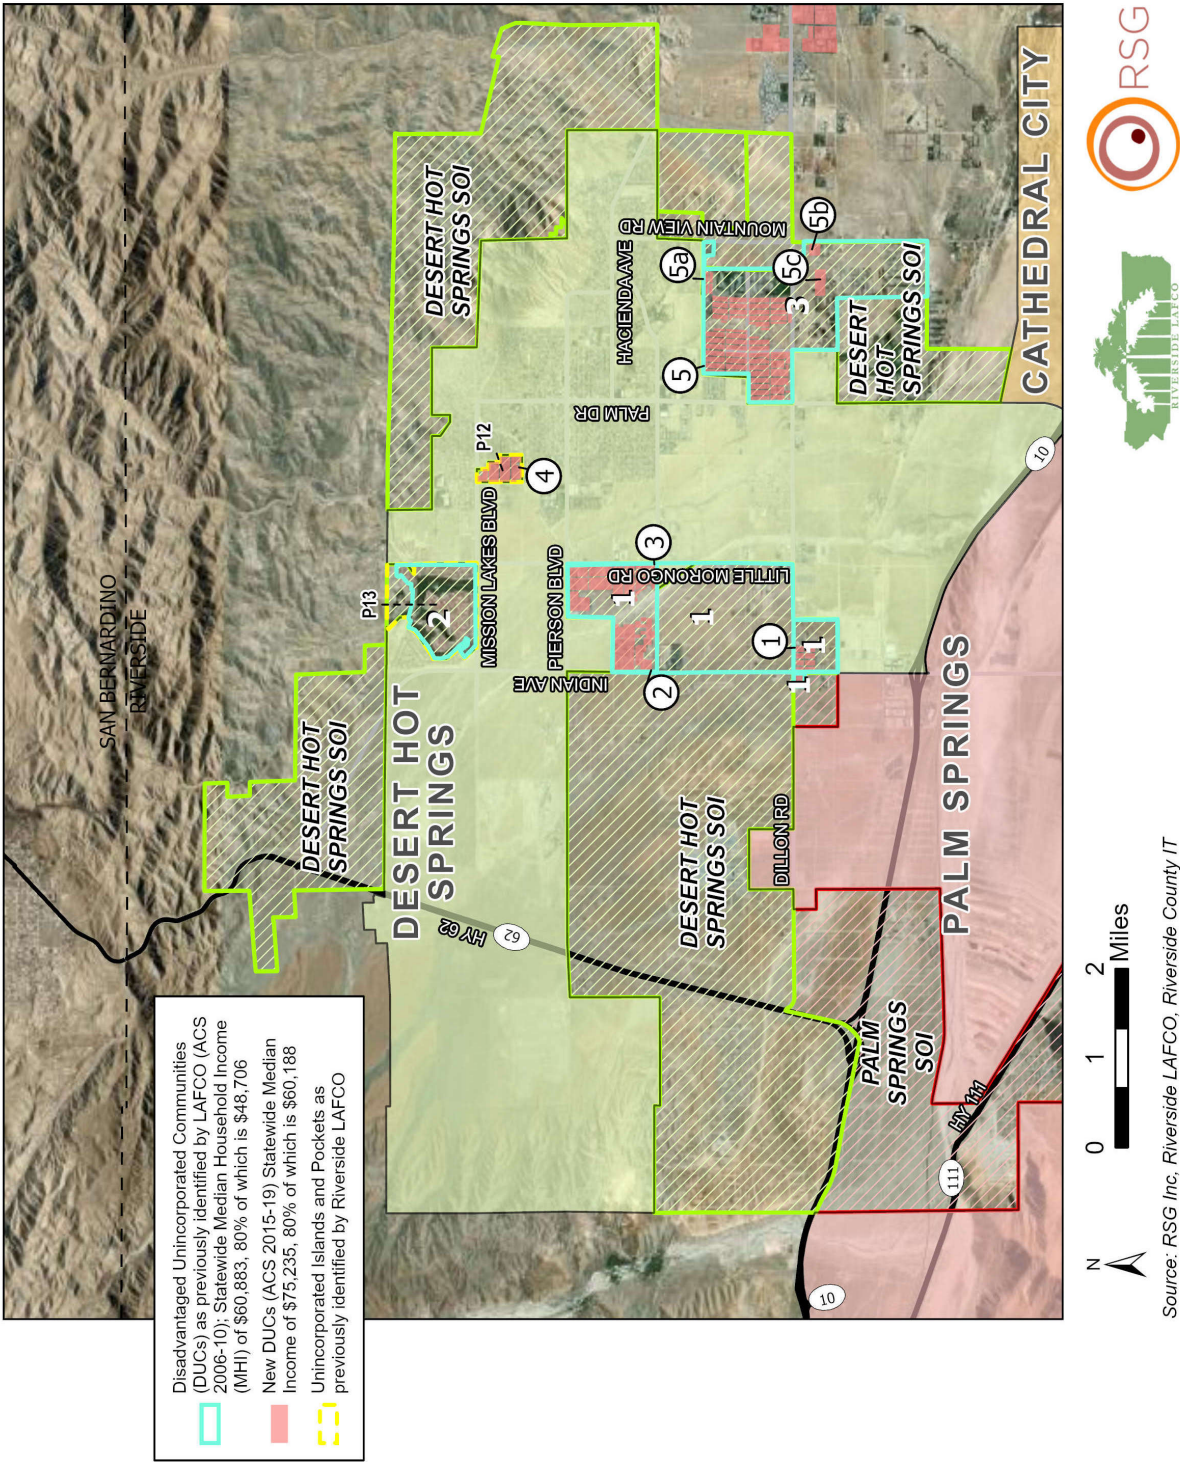 Disadvantaged Unincorporated Communities
(DUCs) as previously identified by LAFCO (ACS
2006-10); Statewide Median Household Income
(MHI) of $60,883, 80% of which is $48,706
New DUCs (ACS 2015-19) Statewide Median
Income of $75,235, 80% of which is $60,188
Unincorporated Islands and Pockets as
previously identified by Riverside LAFCO
SAN BERNARDINO
RIVERSIDE
DESERT HOT
SPRINGS SOI
P13
2
DESERT HOT
SPRINGS SOI
DESERT HOT
SPRINGS
HY 62
62
MISSION LAKES BLVD
P12
4
PIERSON BLVD
INDIAN AVE
PALM DR
HACIENDA AVE
MOUNTAIN VIEW RD
3
LITTLE MORONGO RD
1
2
1
5
5a
5c
5b
3
DESERT
HOT
SPRINGS SOI
DESERT HOT
SPRINGS SOI
DILLON RD
1
1
1
PALM
SPRINGS
SOI
PALM SPRINGS
HY 111
111
10
10
CATHEDRAL CITY
N
0
1
2
Miles
RIVERSIDE LAFCO
RSG
Source: RSG Inc, Riverside LAFCO, Riverside County IT